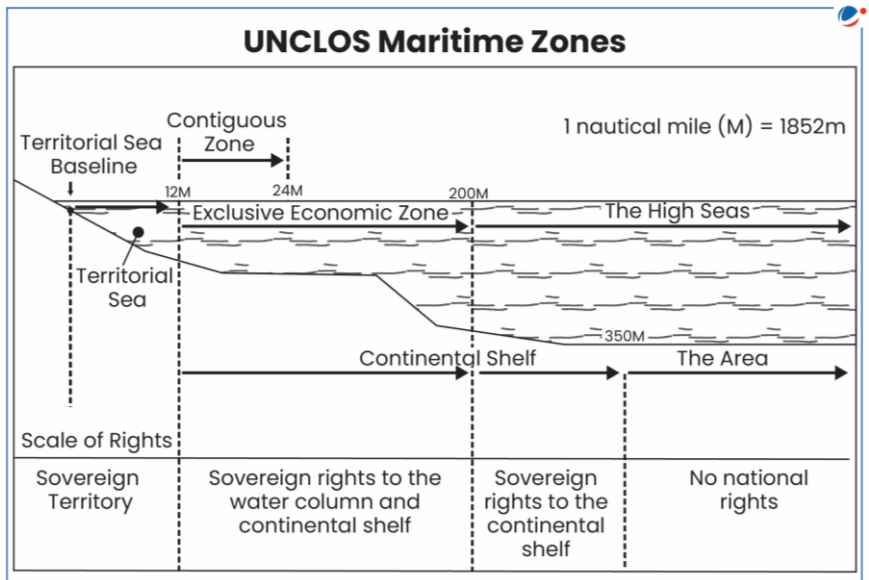 UNCLOS Maritime Zones
Contiguous
Zone
1 nautical mile (M) = 1852m
Territorial Sea
Baseline
12M
24M
200M
Exclusive Economic Zone
The High Seas
Territorial
Sea
350M
Continental Shelf
The Area
Scale of Rights
Sovereign
Territory
Sovereign rights to the
water column and
continental shelf
Sovereign
rights to the
continental
shelf
No national
rights